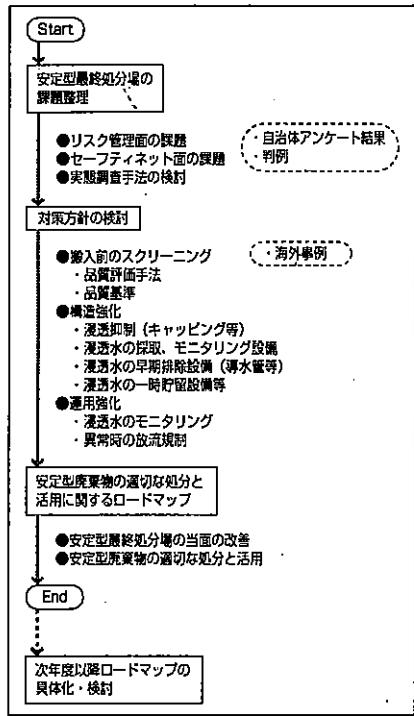 Start
安定型最終処分場の
課題整理
●リスク管理面の課題
●セーフティネット面の課題
●実態調査手法の検討
・自治体アンケート結果
・判例
対策方針の検討
●搬入前のスクリーニング
・品質評価手法
・品質基準
・海外事例
●構造強化
・浸透抑制（キャッピング等）
・浸透水の採取、モニタリング設備
・浸透水の早期排除設備（導水管等）
・浸透水の一時貯留設備等
●運用強化
・浸透水のモニタリング
・異常時の放流規制
安定型廃棄物の適切な処分と
活用に関するロードマップ
●安定型最終処分場の当面の改善
●安定型廃棄物の適切な処分と活用
End
次年度以降ロードマップの
具体化・検討